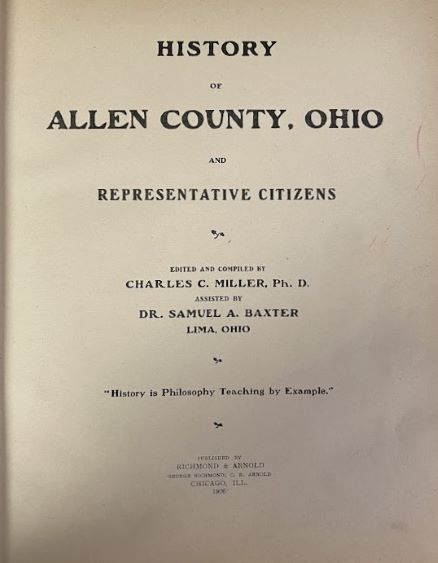 HISTORY
OF
ALLEN COUNTY, OHIO
AND
REPRESENTATIVE CITIZENS
EDITED AND COMPILED BY
CHARLES C. MILLER, Ph. D.
ASSISTED BY
DR. SAMUEL A. BAXTER
LIMA, OHIO
"History is Philosophy Teaching by Example."
PUBLISHED BY
RICHMOND & ARNOLD
GEORGE RICHMOND, C. R. ARNOLD
CHICAGO, ILL.
1906